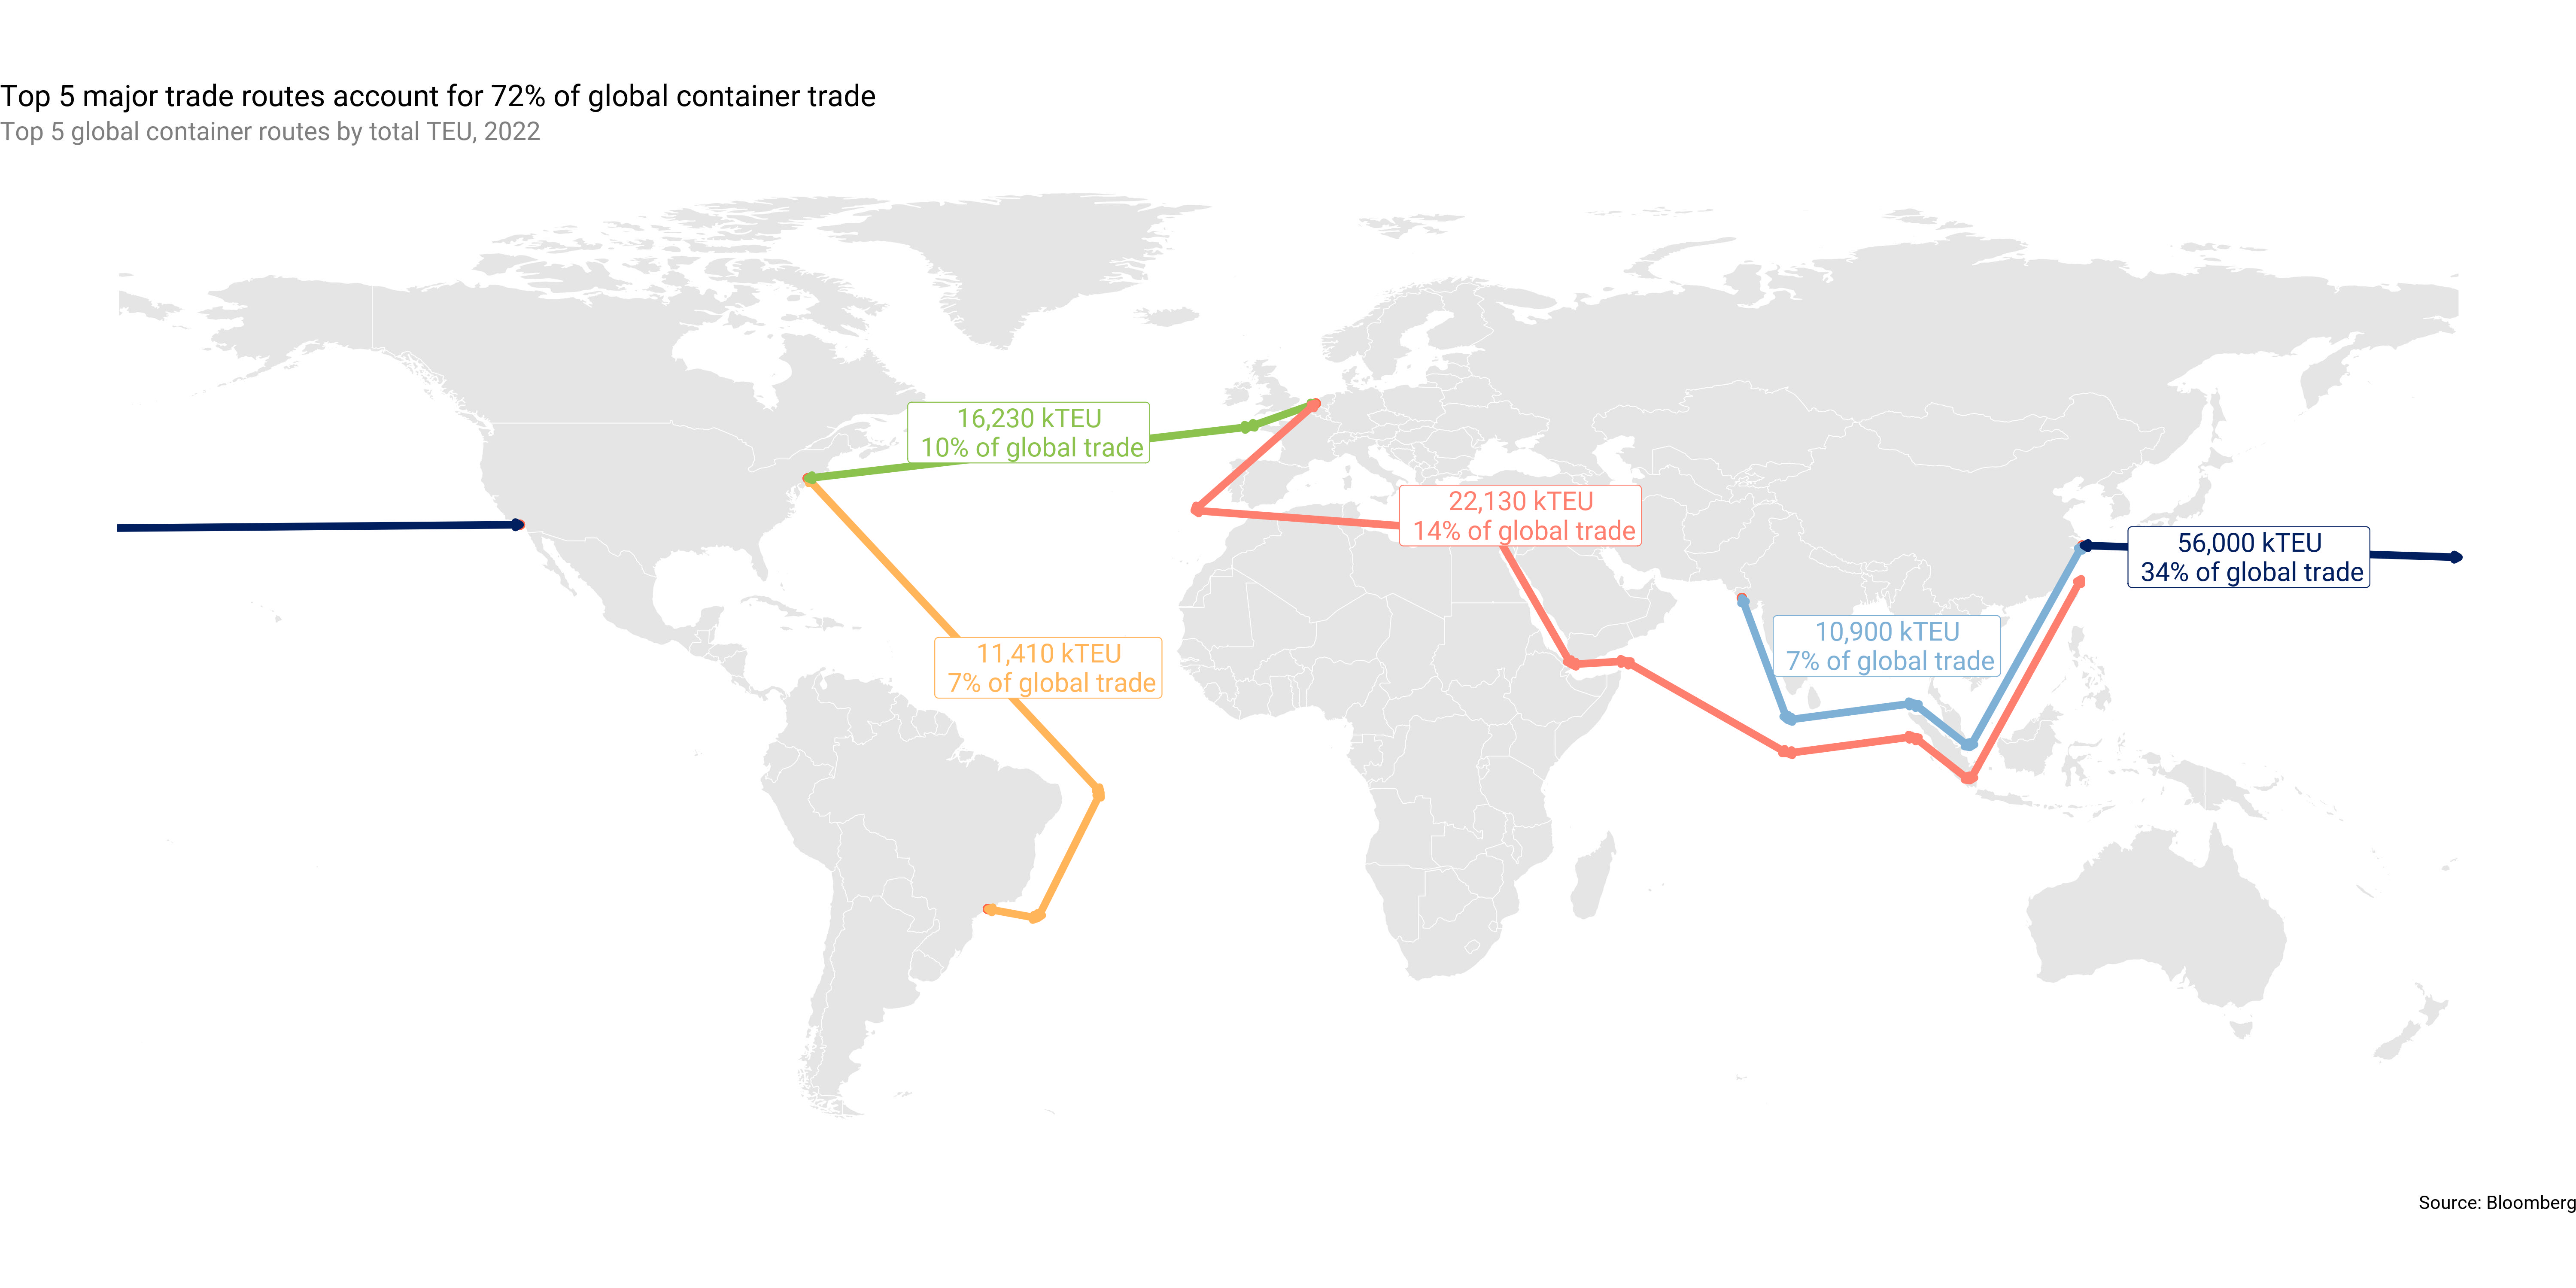 Top 5 major trade routes account for 72% of global container trade
Top 5 global container routes by total TEU, 2022
16,230 kTEU
10% of global trade
22,130 kTEU
14% of global trade
56,000 kTEU
34% of global trade
10,900 kTEU
7% of global trade
11,410 kTEU
7% of global trade
Source: Bloomberg